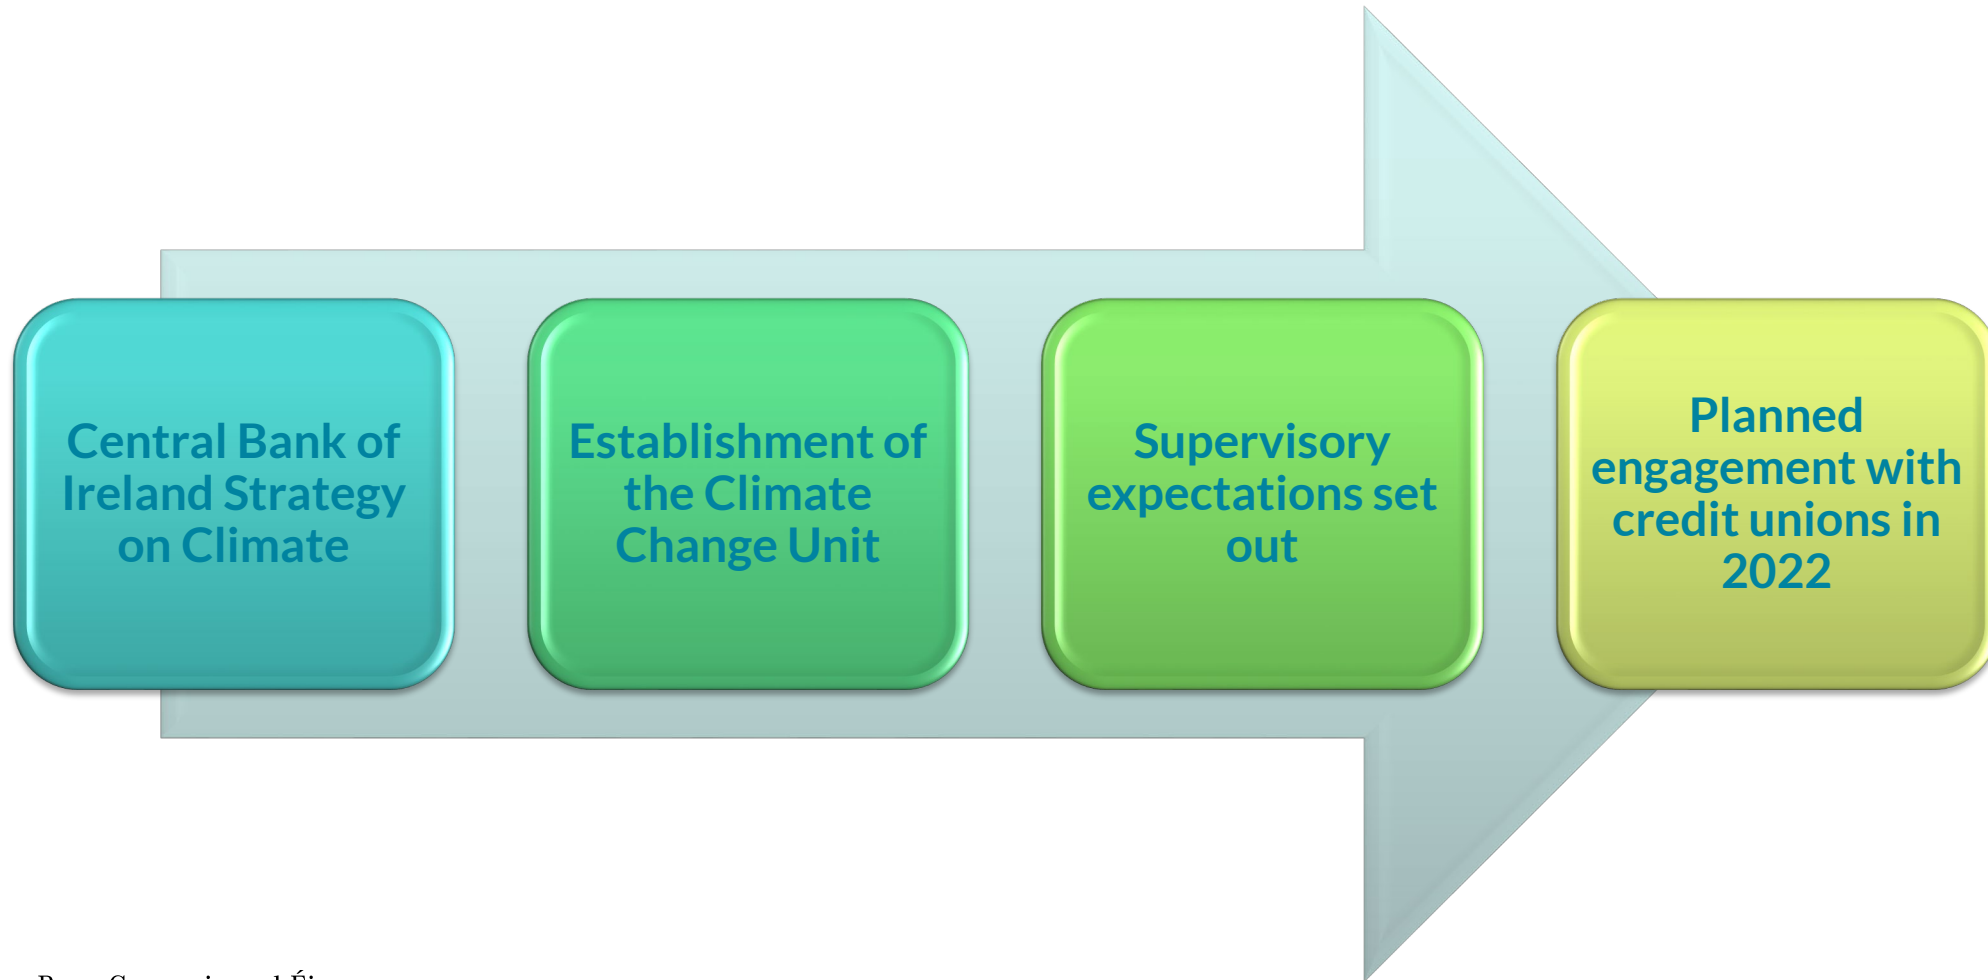 Central Bank of
Ireland Strategy
on Climate
Establishment of
the Climate
Change Unit
Supervisory
expectations set
out
Planned
engagement with
credit unions in
2022